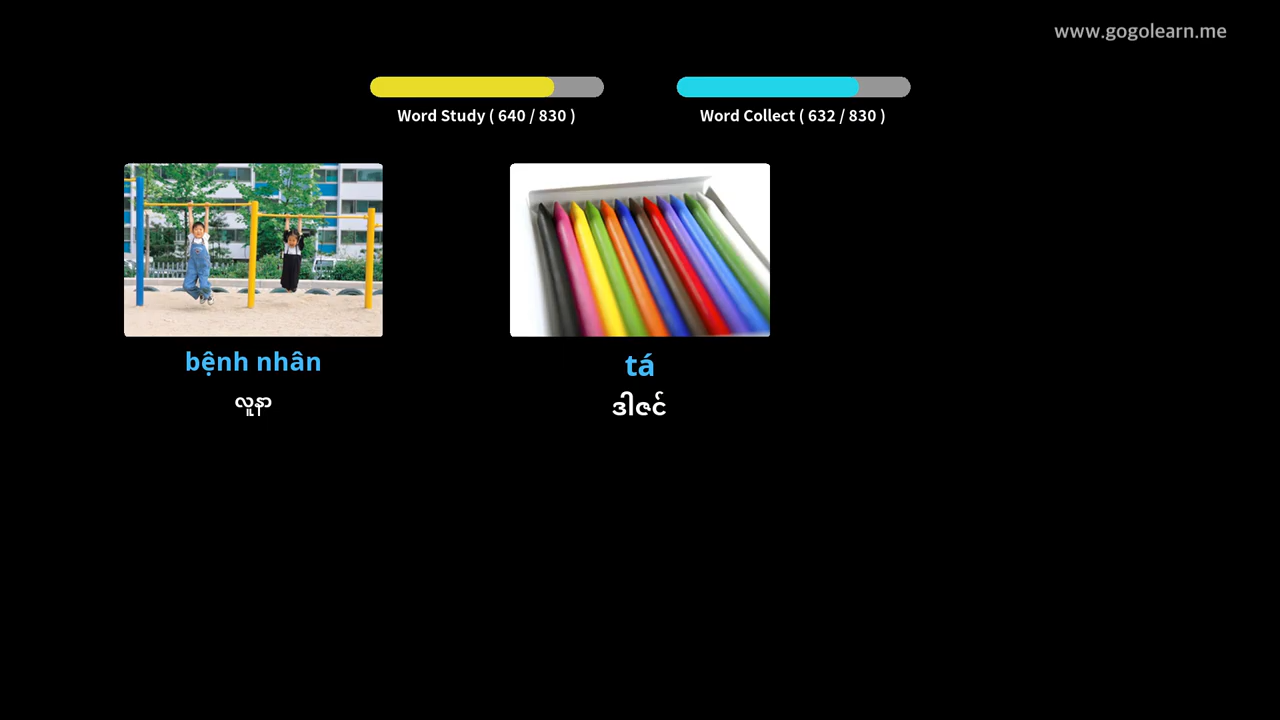 www.gogolearn.me
Word Study ( 640 / 830 )
Word Collect ( 632 / 830 )
bệnh nhân
လူနာ
tá
ဒါဇင်